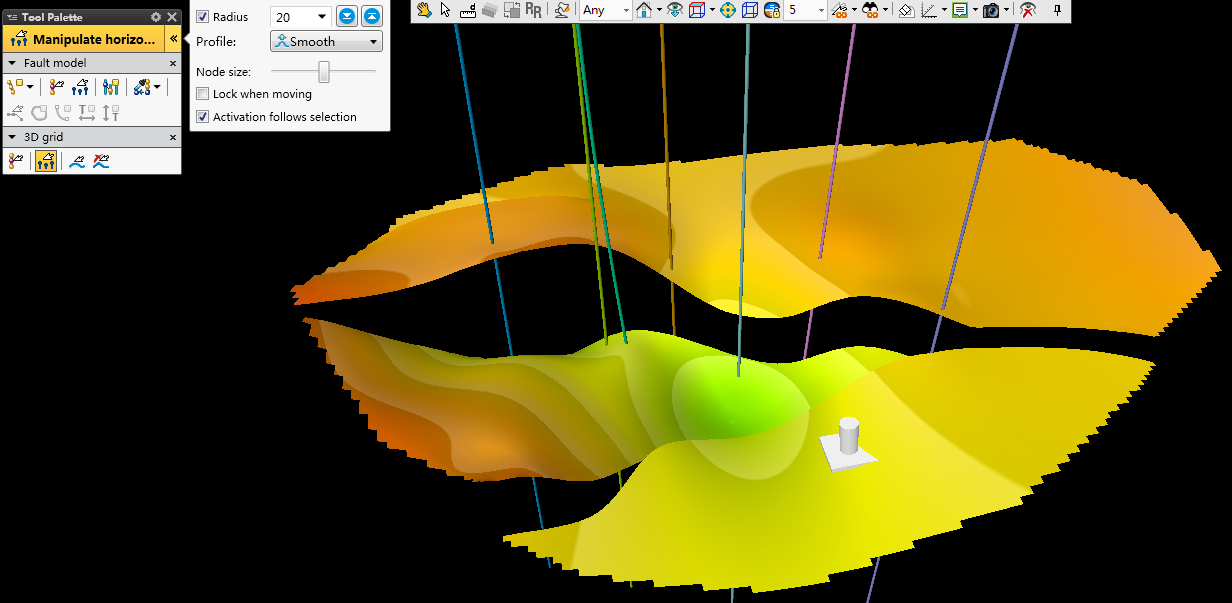 Tool Palette
Manipulate horizo... «
Fault model
3D grid
Radius 20
Profile: Smooth
Node size:
Lock when moving
Activation follows selection
Any 5